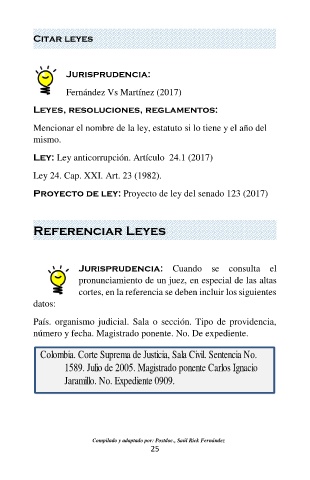 CITAR LEYES
JURISPRUDENCIA:
Fernández Vs Martínez (2017)
LEYES, RESOLUCIONES, REGLAMENTOS:
Mencionar el nombre de la ley, estatuto si lo tiene y el año del
mismo.
LEY: Ley anticorrupción. Artículo 24.1 (2017)
Ley 24. Cap. XXI. Art. 23 (1982).
PROYECTO DE LEY: Proyecto de ley del senado 123 (2017)
REFERENCIAR LEYES
JURISPRUDENCIA: Cuando se consulta el
pronunciamiento de un juez, en especial de las altas
cortes, en la referencia se deben incluir los siguientes
datos:
País. organismo judicial. Sala o sección. Tipo de providencia,
número y fecha. Magistrado ponente. No. De expediente.
Colombia. Corte Suprema de Justicia, Sala Civil. Sentencia No.
1589. Julio de 2005. Magistrado ponente Carlos Ignacio
Jaramillo. No. Expediente 0909.
Compilado y adaptado por: Postdoc., Saúl Rick Fernández
25